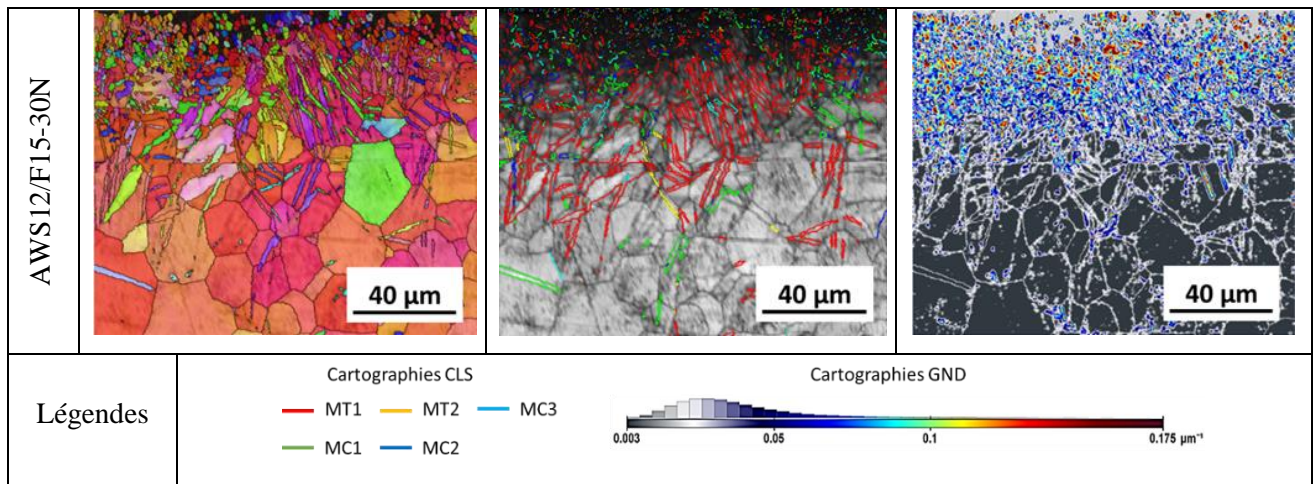 AWS12/F15-30N
40 µm
40 µm
40 µm
Légendes
Cartographies CLS
MT1 MT2 MC3
MC1 MC2
Cartographies GND
0.003 0.05 0.1 0.175 µm⁻¹